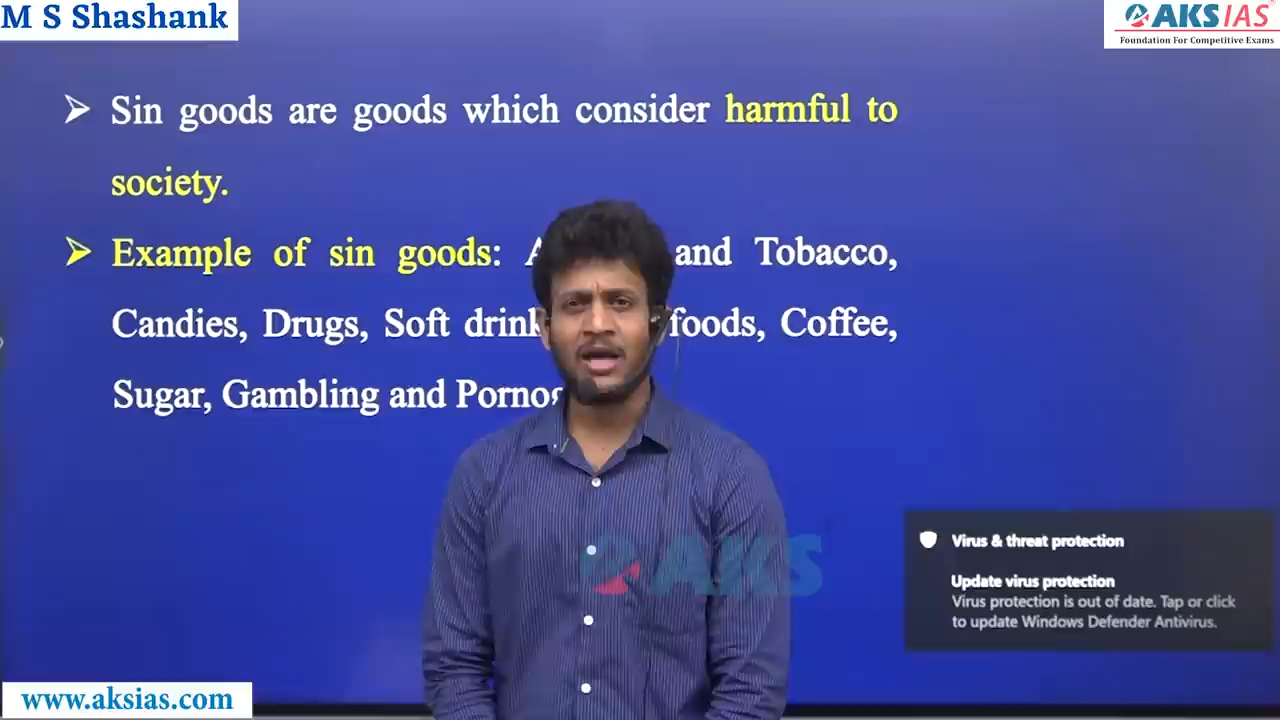 M S Shashank
AKS IAS
Foundation For Competitive Exams
Sin goods are goods which consider harmful to
society.
Example of sin goods: and Tobacco,
Candies, Drugs, Soft foods, Coffee,
Sugar, Gambling and
AKS
Virus & threat protection
Update virus protection
Virus protection is out of date. Tap or click
to update Windows Defender Antivirus.
www.aksias.com